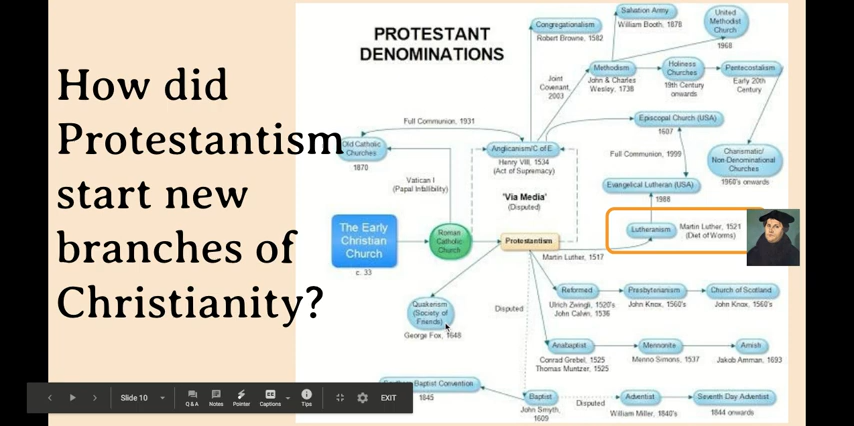 How did
Protestantism
start new
branches of
Christianity?
PROTESTANT
DENOMINATIONS
Congregationalism
Robert Browne, 1582
Salvation Army
William Booth, 1878
United
Methodist
Church
1968
Joint
Covenant,
2003
Methodism
John & Charles
Wesley, 1738
Holiness
Churches
19th Century
onwards
Pentacostalism
Early 20th
Century
Full Communion, 1931
Old Catholic
Churches
1870
Anglicanism/C of E
Henry VIII, 1534
(Act of Supremacy)
Episcopal Church (USA)
1607
Full Communion, 1999
Charismatic/
Non-Denominational
Churches
1960's onwards
Vatican I
(Papal Infallibility)
'Via Media'
(Disputed)
Evangelical Lutheran (USA)
1988
The Early
Christian
Church
c. 33
Roman
Catholic
Church
Protestantism
Martin Luther, 1517
Lutheranism
Martin Luther, 1521
(Diet of Worms)
Quakerism
(Society of
Friends)
George Fox, 1648
Disputed
Reformed
Ulrich Zwingli, 1520's
John Calvin, 1536
Presbyterianism
John Knox, 1560's
Church of Scotland
John Knox, 1560's
Anabaptist
Conrad Grebel, 1525
Thomas Muntzer, 1525
Mennonite
Menno Simons, 1537
Amish
Jakob Amman, 1693
Baptist Convention
1845
Baptist
John Smyth,
1609
Disputed
Adventist
William Miller, 1840's
Seventh Day Adventist
1844 onwards
Slide 10
Q & A
Notes
Pointer
CC
Captions
Tips
EXIT